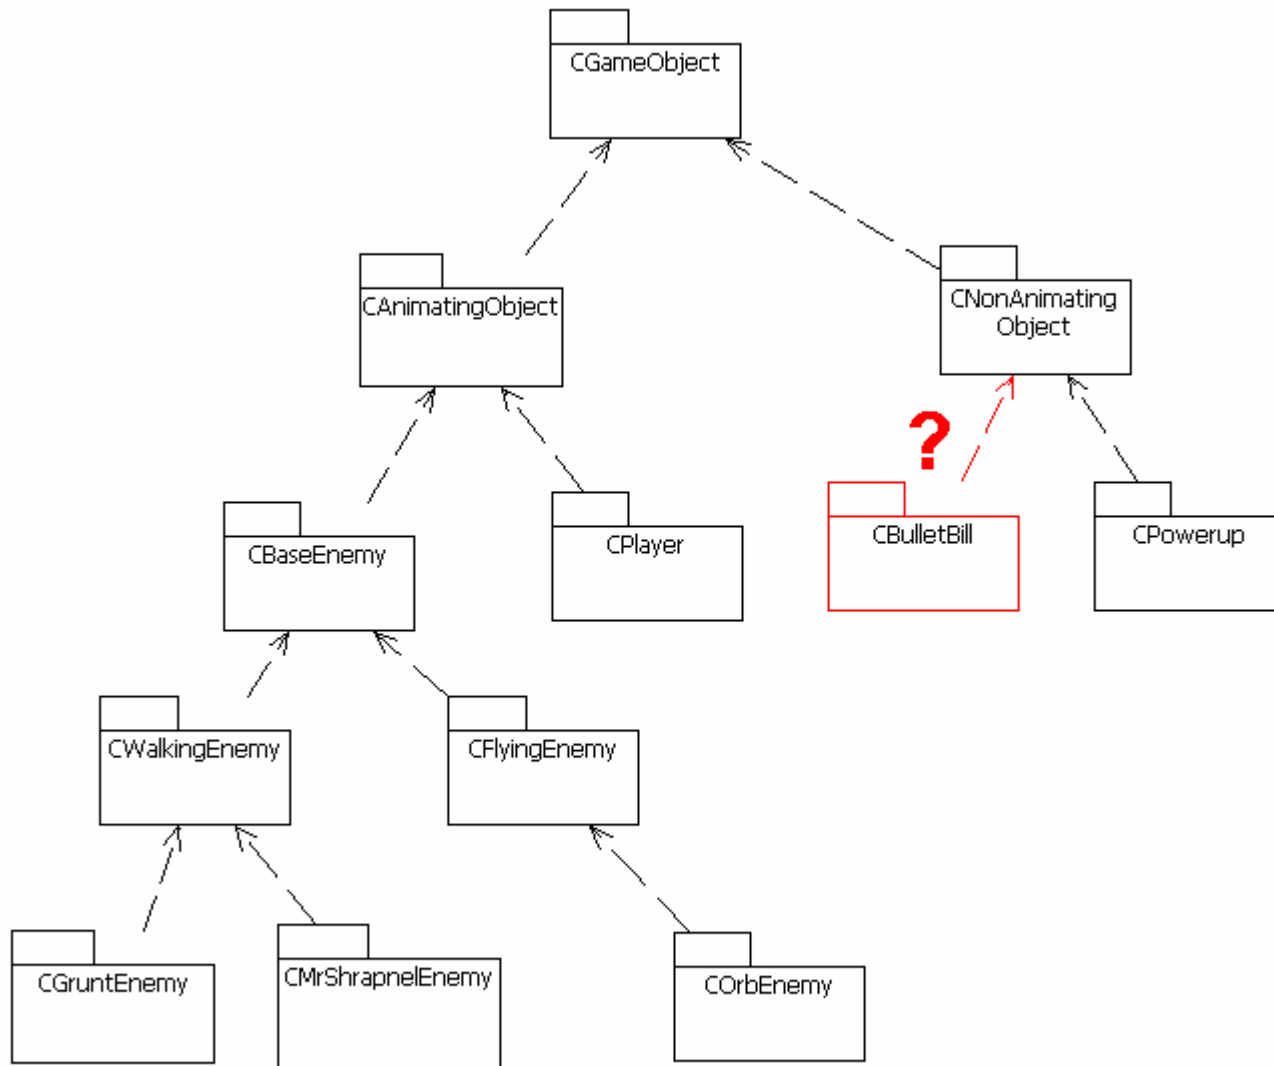 CGameObject
CAnimatingObject
CNonAnimating
Object
?
CBaseEnemy
CPlayer
CBulletBill
CPowerup
CWalkingEnemy
CFlyingEnemy
CGruntEnemy
CMrShrapnelEnemy
COrbEnemy